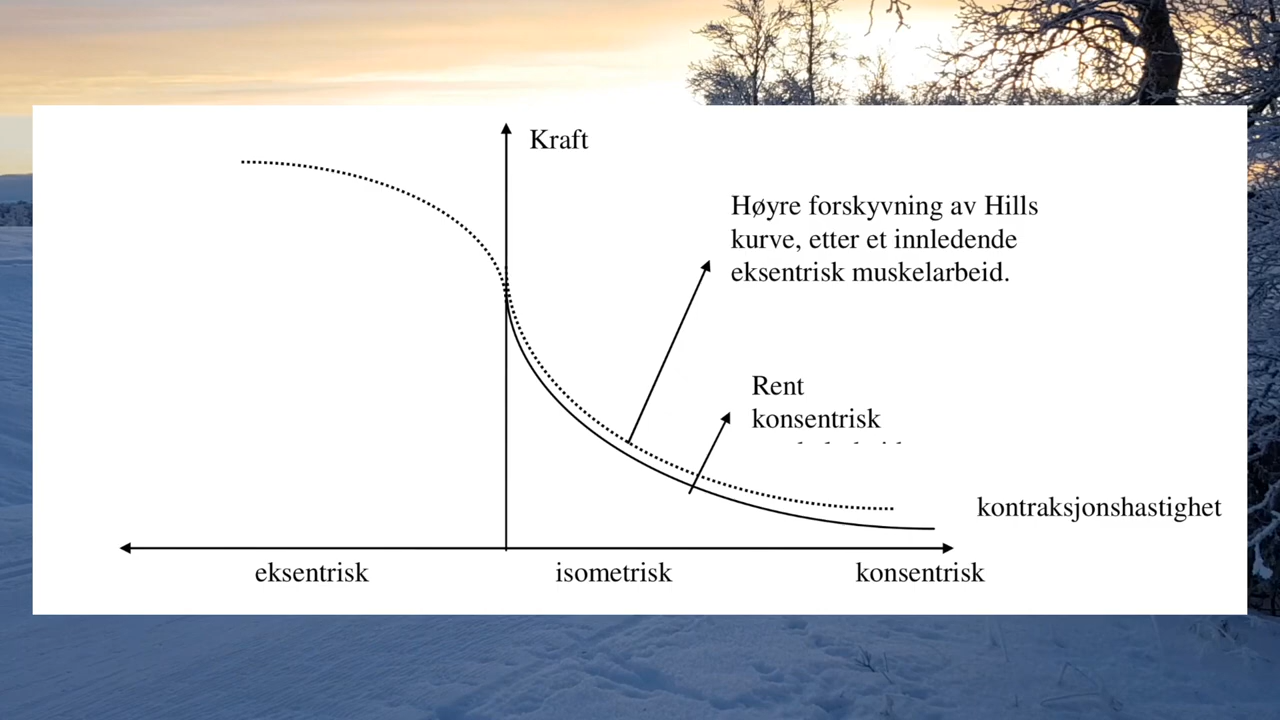 Kraft
Høyre forskyvning av Hills
kurve, etter et innledende
eksentrisk muskelarbeid.
Rent
konsentrisk
kontraksjonshastighet
eksentrisk
isometrisk
konsentrisk